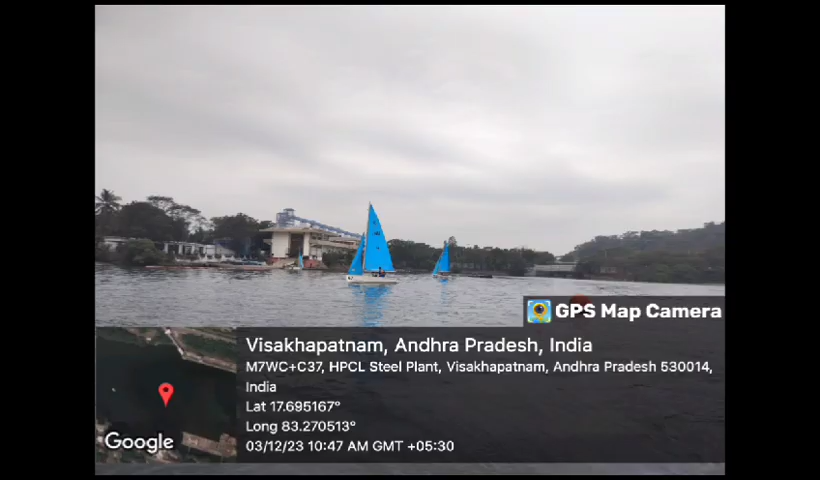 GPS Map Camera
Visakhapatnam, Andhra Pradesh, India
M7WC+C37, HPCL Steel Plant, Visakhapatnam, Andhra Pradesh 530014,
India
Lat 17.695167°
Long 83.270513°
03/12/23 10:47 AM GMT +05:30
Google